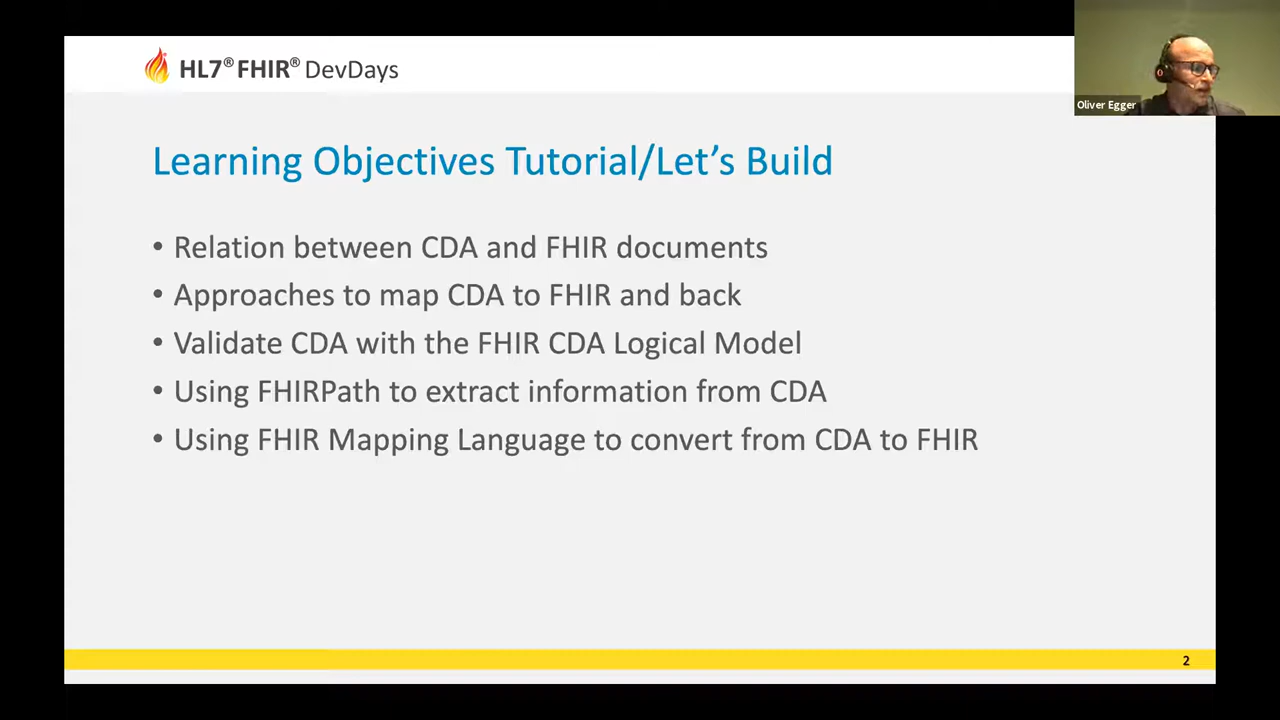 HL7® FHIR® DevDays
Oliver Egger
Learning Objectives Tutorial/Let’s Build
• Relation between CDA and FHIR documents
• Approaches to map CDA to FHIR and back
• Validate CDA with the FHIR CDA Logical Model
• Using FHIRPath to extract information from CDA
• Using FHIR Mapping Language to convert from CDA to FHIR
2